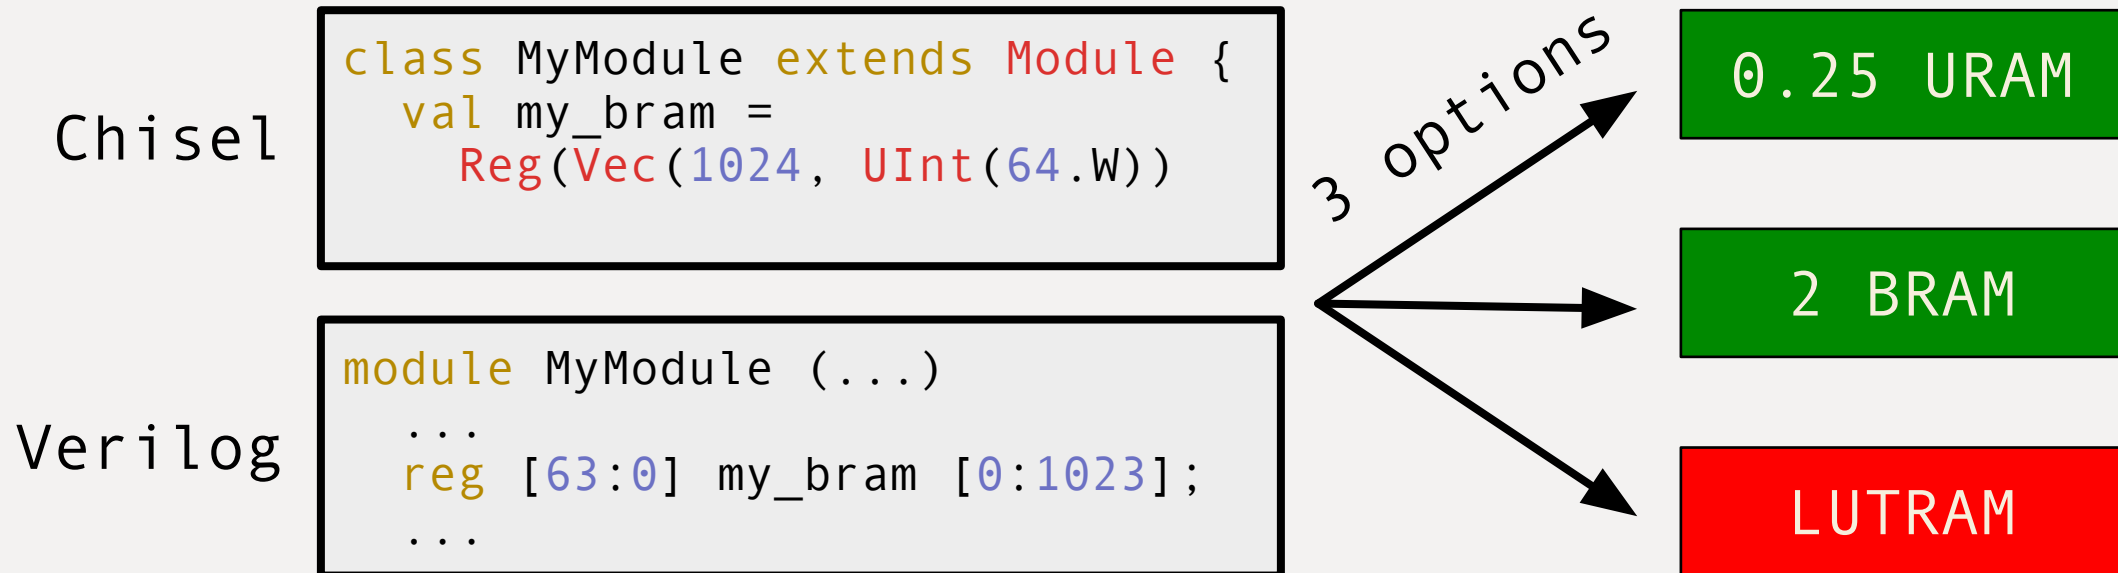 Chisel
class MyModule extends Module {
  val my_bram =
    Reg(Vec(1024, UInt(64.W))
Verilog
module MyModule (...)
  ...
  reg [63:0] my_bram [0:1023];
  ...
3 options
0.25 URAM
2 BRAM
LUTRAM